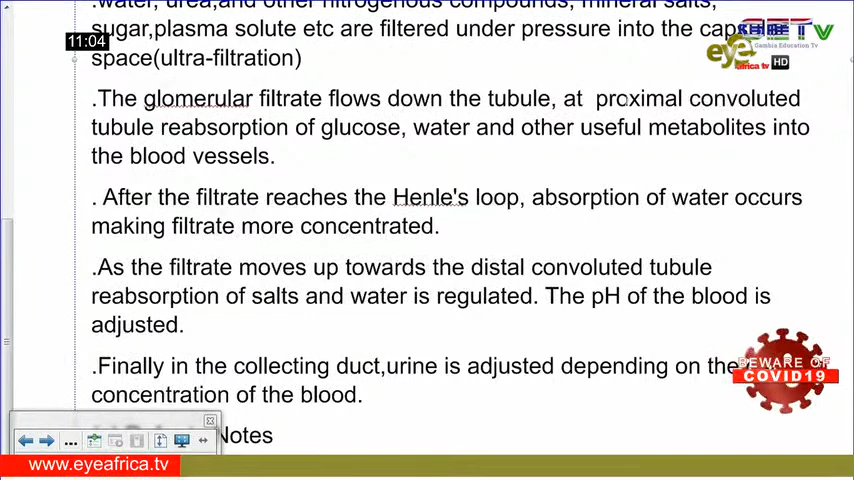 .water, urea,and other nitrogenous compounds, mineral salts,
sugar,plasma solute etc are filtered under pressure into the
space(ultra-filtration)
.The glomerular filtrate flows down the tubule, at proximal convoluted
tubule reabsorption of glucose, water and other useful metabolites into
the blood vessels.
. After the filtrate reaches the Henle's loop, absorption of water occurs
making filtrate more concentrated.
.As the filtrate moves up towards the distal convoluted tubule
reabsorption of salts and water is regulated. The pH of the blood is
adjusted.
.Finally in the collecting duct,urine is adjusted depending on the
concentration of the blood.
Notes
11:04
Gambia Education Tv
eye
africa tv HD
BEWARE OF
COVID19
www.eyeafrica.tv